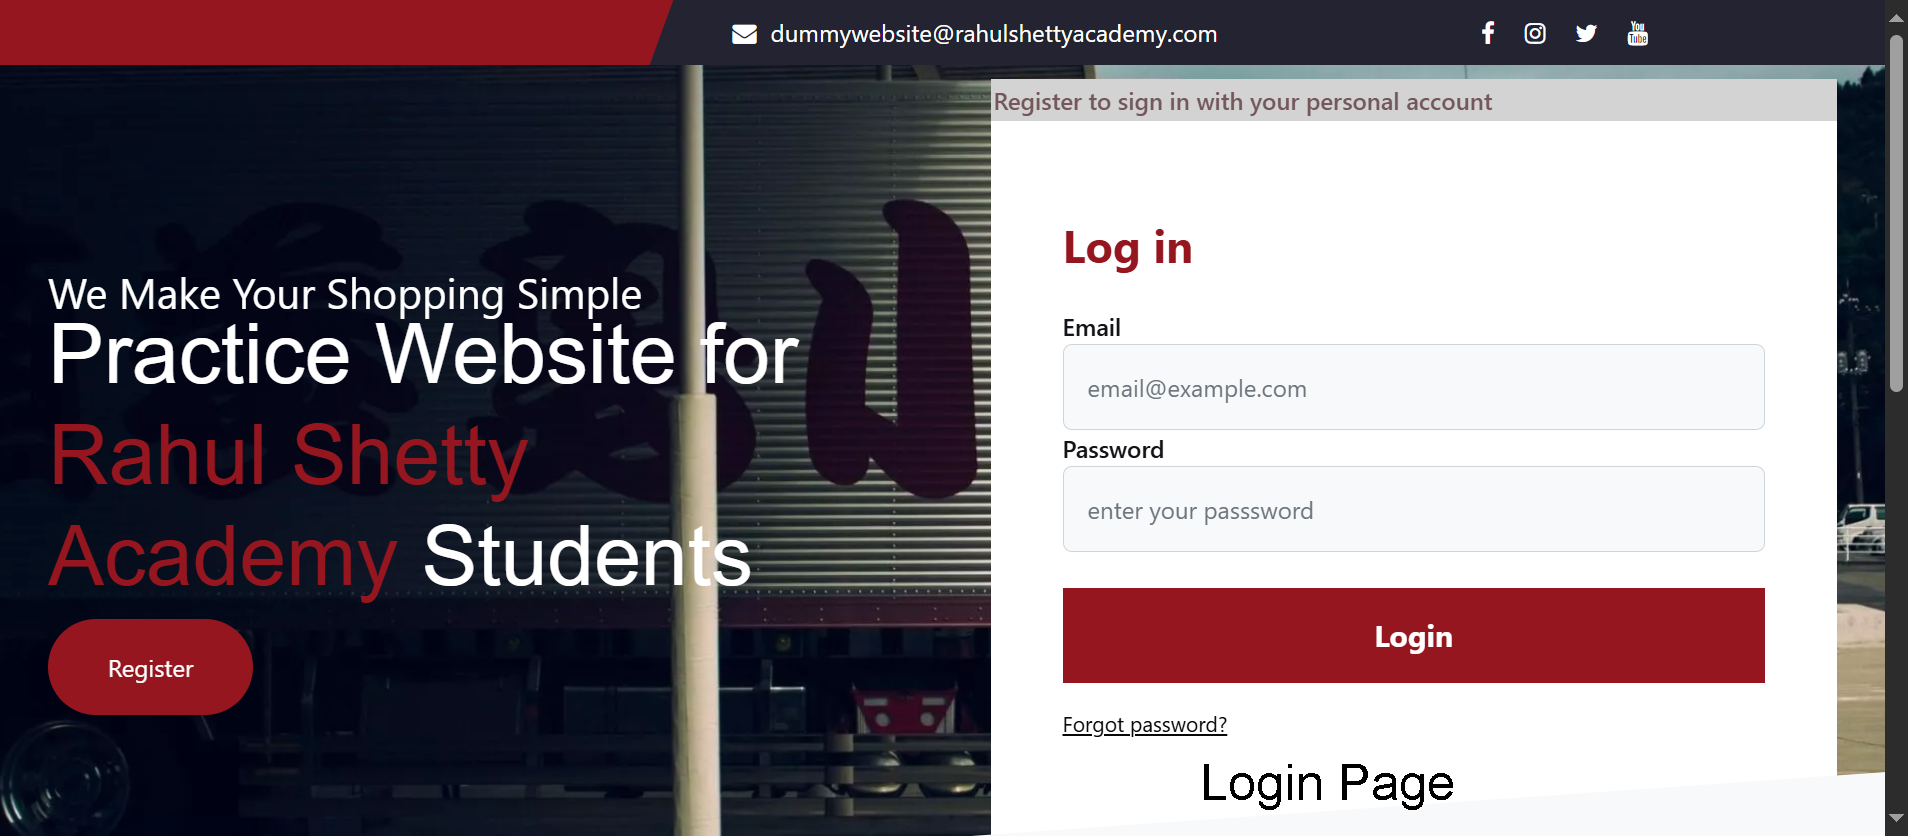 dummywebsite@rahulshettyacademy.com
You
Tube
Register to sign in with your personal account
We Make Your Shopping Simple
Practice Website for
Rahul Shetty
Academy Students
Register
Log in
Email
email@example.com
Password
enter your passsword
Login
Forgot password?
Login Page